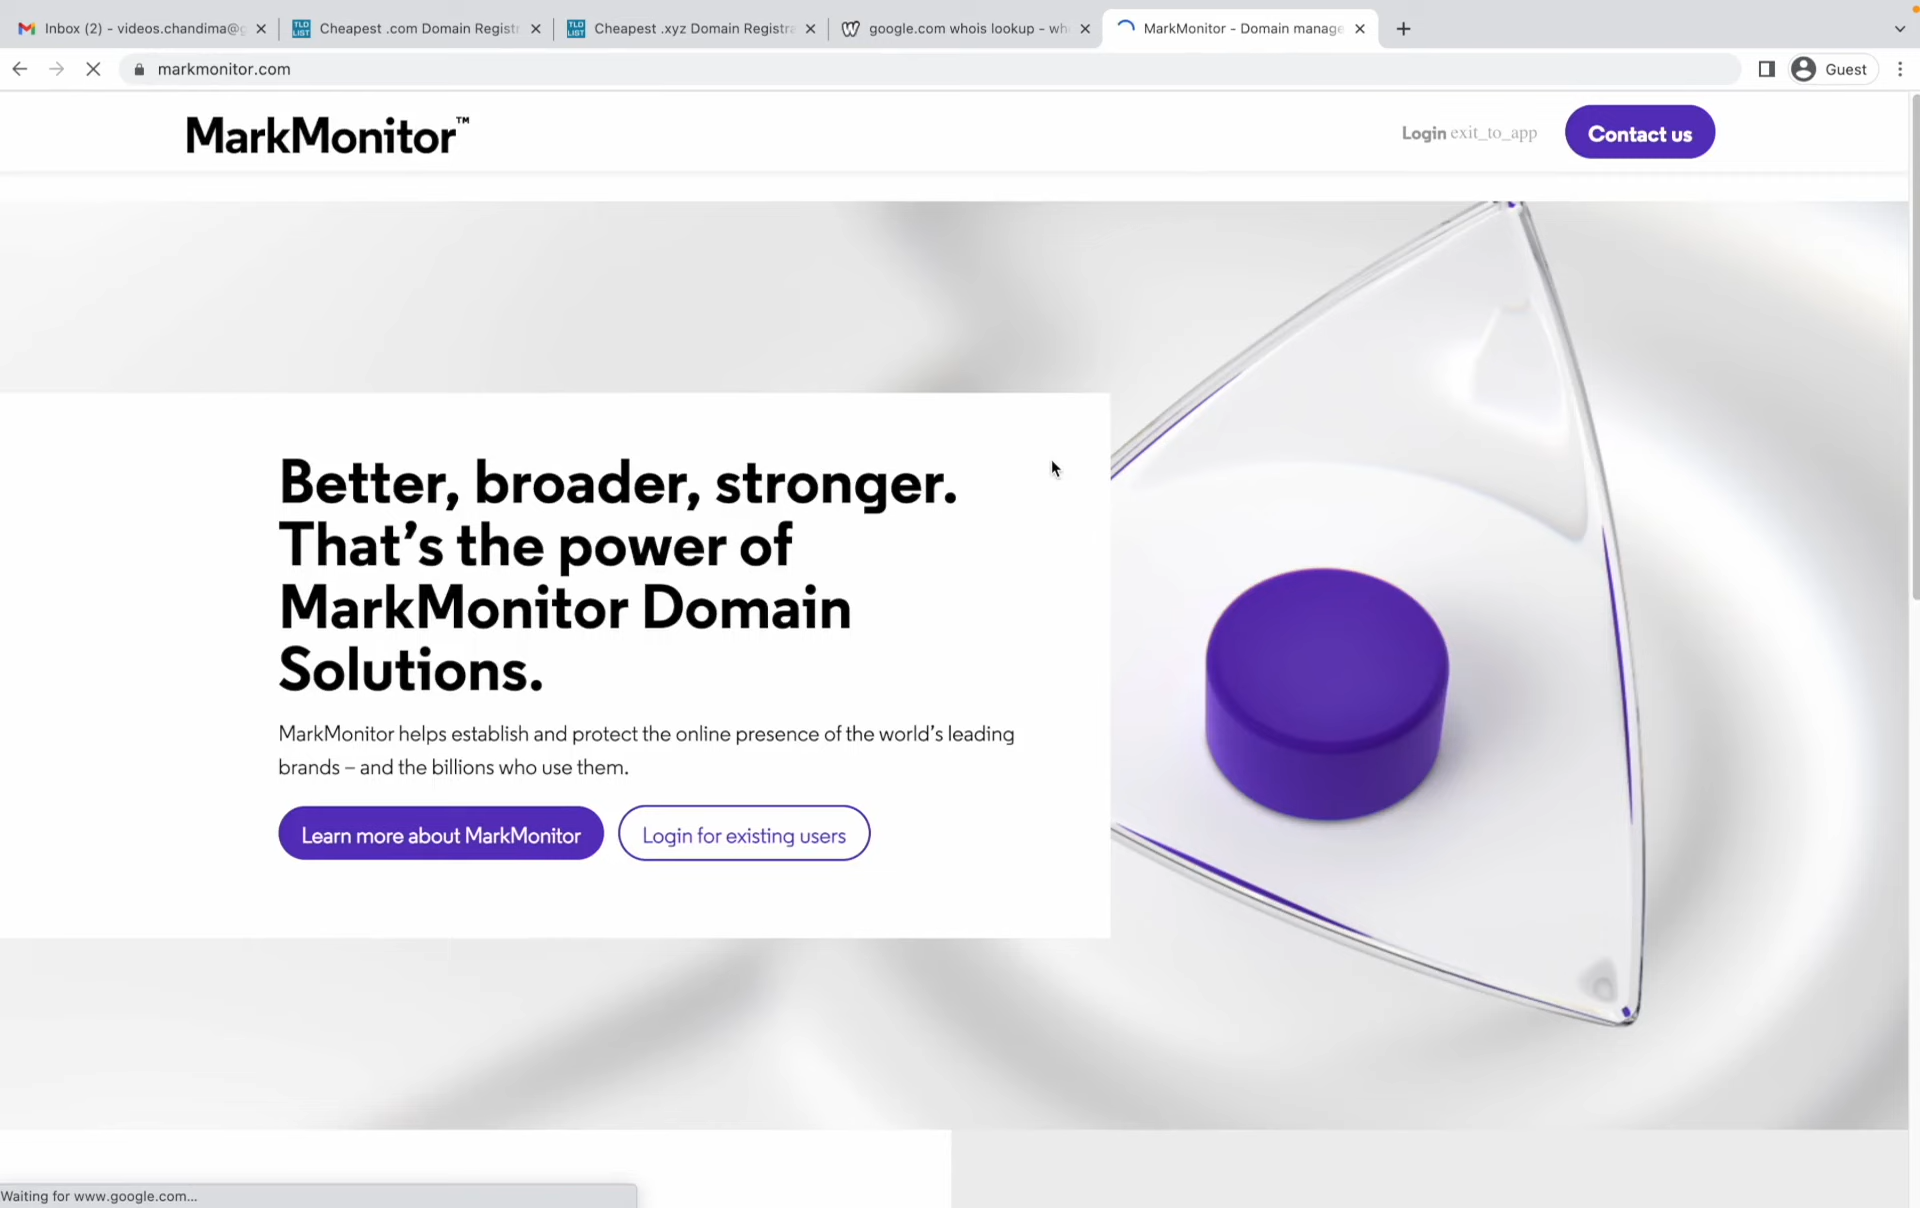 Inbox (2) - videos.chandima@g
Cheapest .com Domain Registr
Cheapest .xyz Domain Registra
google.com whois lookup - wh
MarkMonitor - Domain manage
markmonitor.com
Guest
MarkMonitor™
Login exit_to_app
Contact us
Better, broader, stronger.
That’s the power of
MarkMonitor Domain
Solutions.
MarkMonitor helps establish and protect the online presence of the world’s leading
brands – and the billions who use them.
Learn more about MarkMonitor
Login for existing users
Waiting for www.google.com...